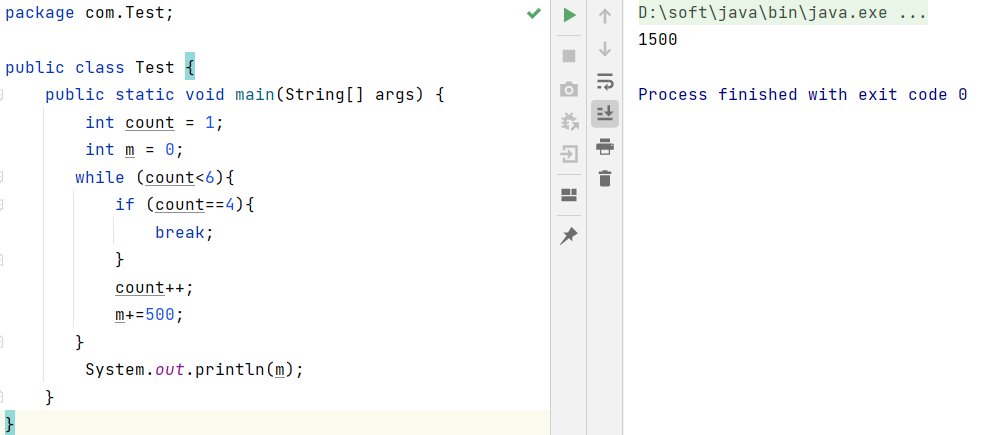 package com.Test;
public class Test {
public static void main(String[] args) {
int count = 1;
int m = 0;
while (count<6){
if (count==4){
break;
}
count++;
m+=500;
}
System.out.println(m);
}
}
D:\soft\java\bin\java.exe ...
1500
Process finished with exit code 0